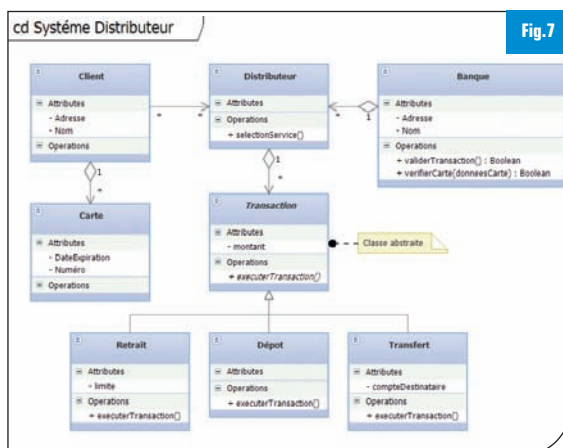 cd Systéme Distributeur
Fig.7
Client
Attributes
- Adresse
- Nom
Operations
* *
Distributeur
Attributes
Operations
+ selectionService()
* 1
Banque
Attributes
- Adresse
- Nom
Operations
+ validerTransaction() : Boolean
+ verifierCarte(donneesCarte) : Boolean
1
*
Carte
Attributes
- DateExpiration
- Numéro
Operations
1
*
Transaction
Attributes
- montant
Operations
+ executerTransaction()
Classe abstraite
Retrait
Attributes
- limite
Operations
+ executerTransaction()
Dépot
Attributes
Operations
+ executerTransaction()
Transfert
Attributes
- compteDestinataire
Operations
+ executerTransaction()